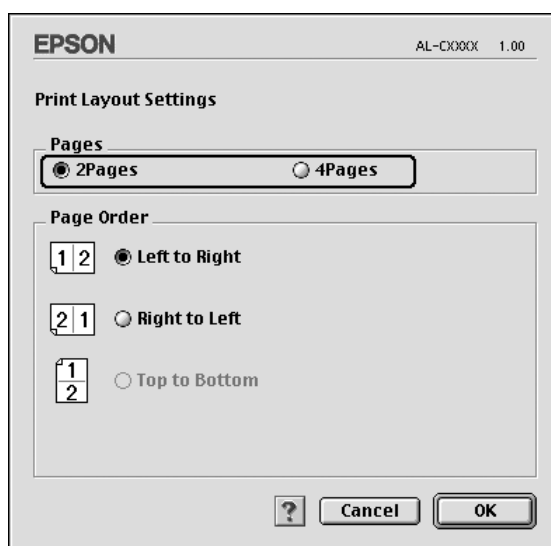 EPSON AL-CXXXX 1.00
Print Layout Settings
Pages
2Pages 4Pages
Page Order
1 2 Left to Right
2 1 Right to Left
1
2 Top to Bottom
? Cancel OK